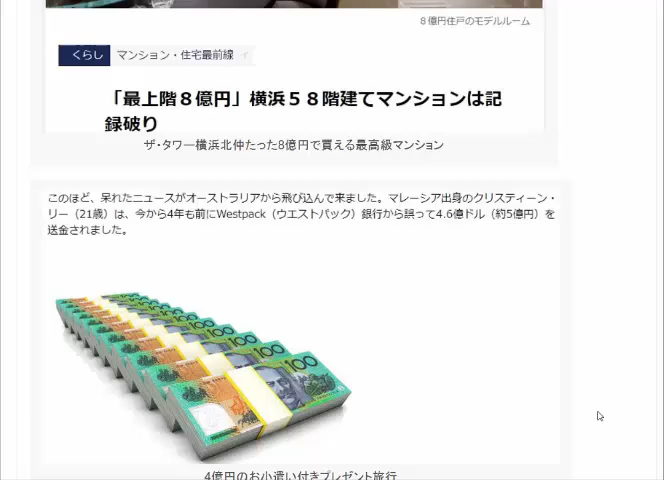 8億円住戸のモデルルーム
くらし マンション・住宅最前線
「最上階８億円」横浜５８階建てマンションは記
録破り
ザ・タワー横浜北仲たった8億円で買える最高級マンション
このほど、呆れたニュースがオーストラリアから飛び込んで来ました。マレーシア出身のクリスティーン・
リー（21歳）は、今から4年も前にWestpack（ウエストパック）銀行から誤って4.6億ドル（約5億円）を
送金されました。
100 100 100 100 100
4億円のお小遣い付きプレゼント旅行